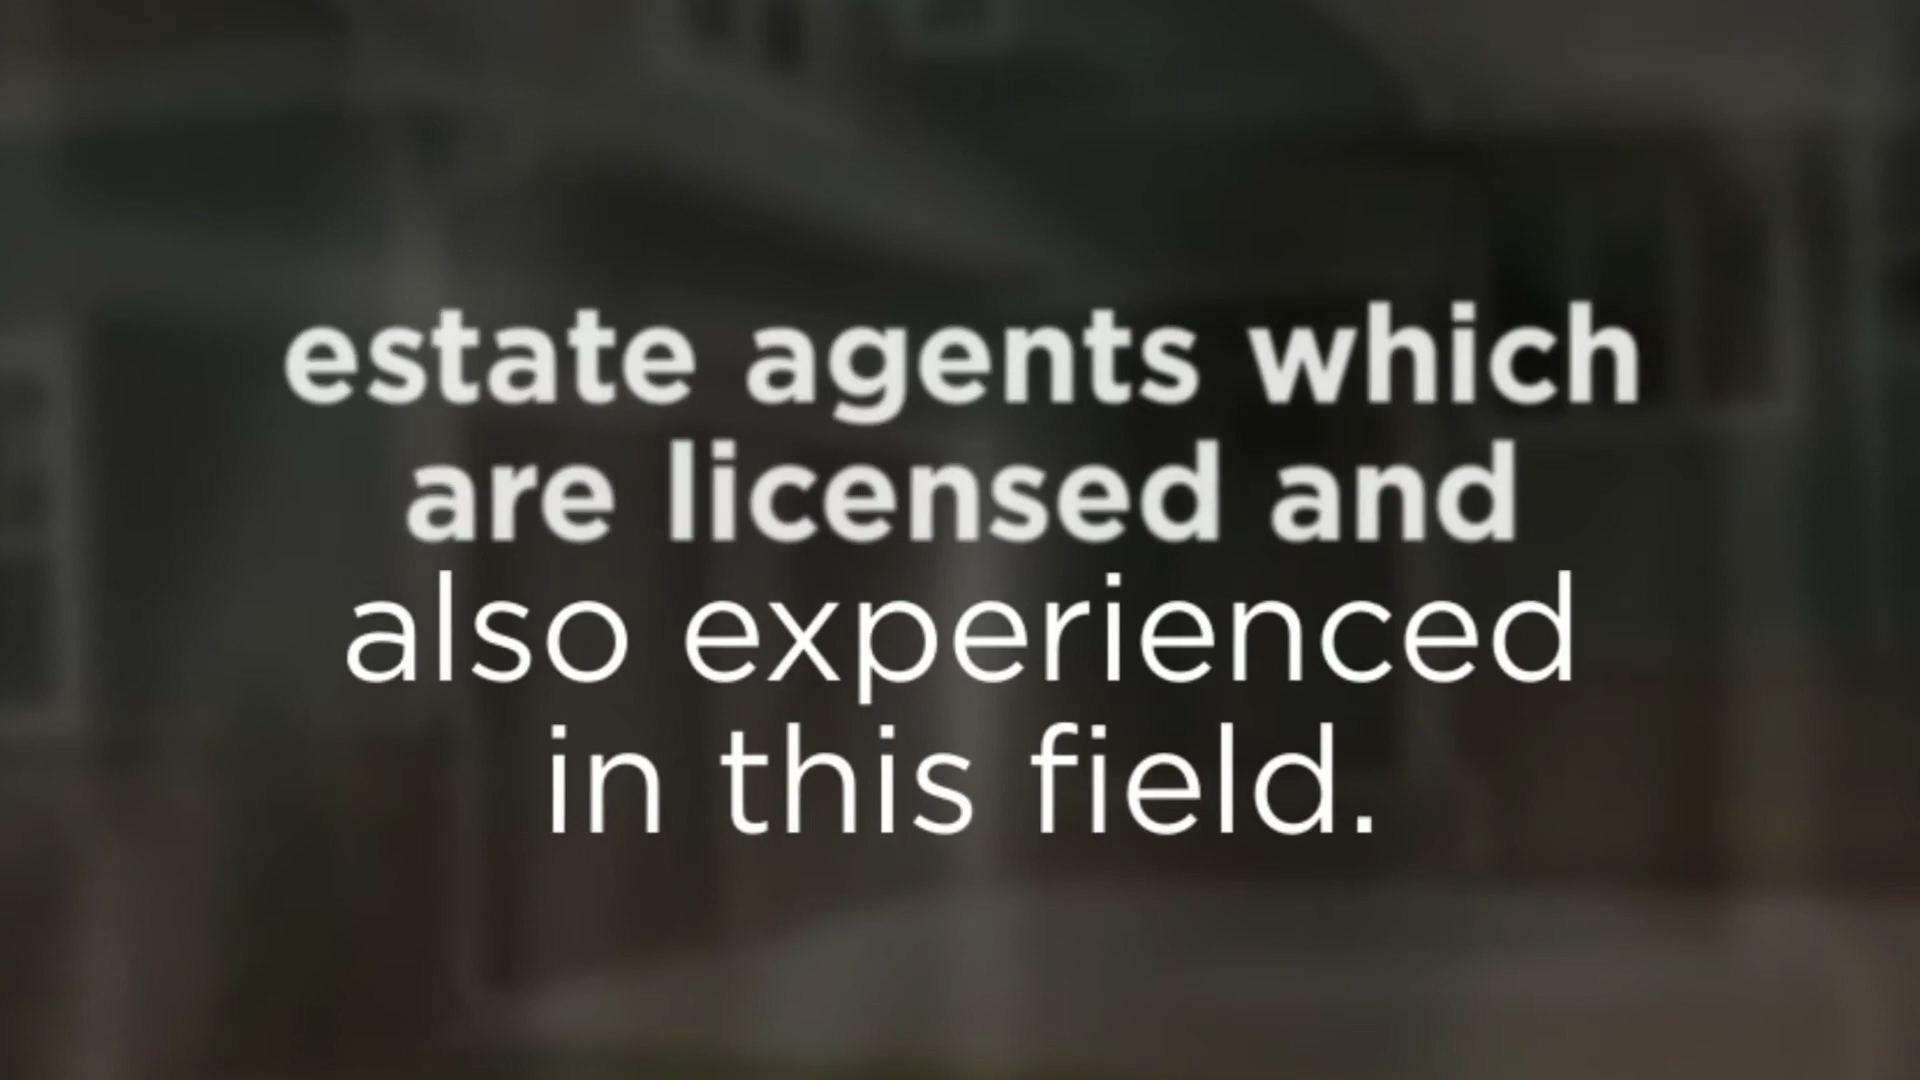 estate agents which
are licensed and
also experienced
in this field.